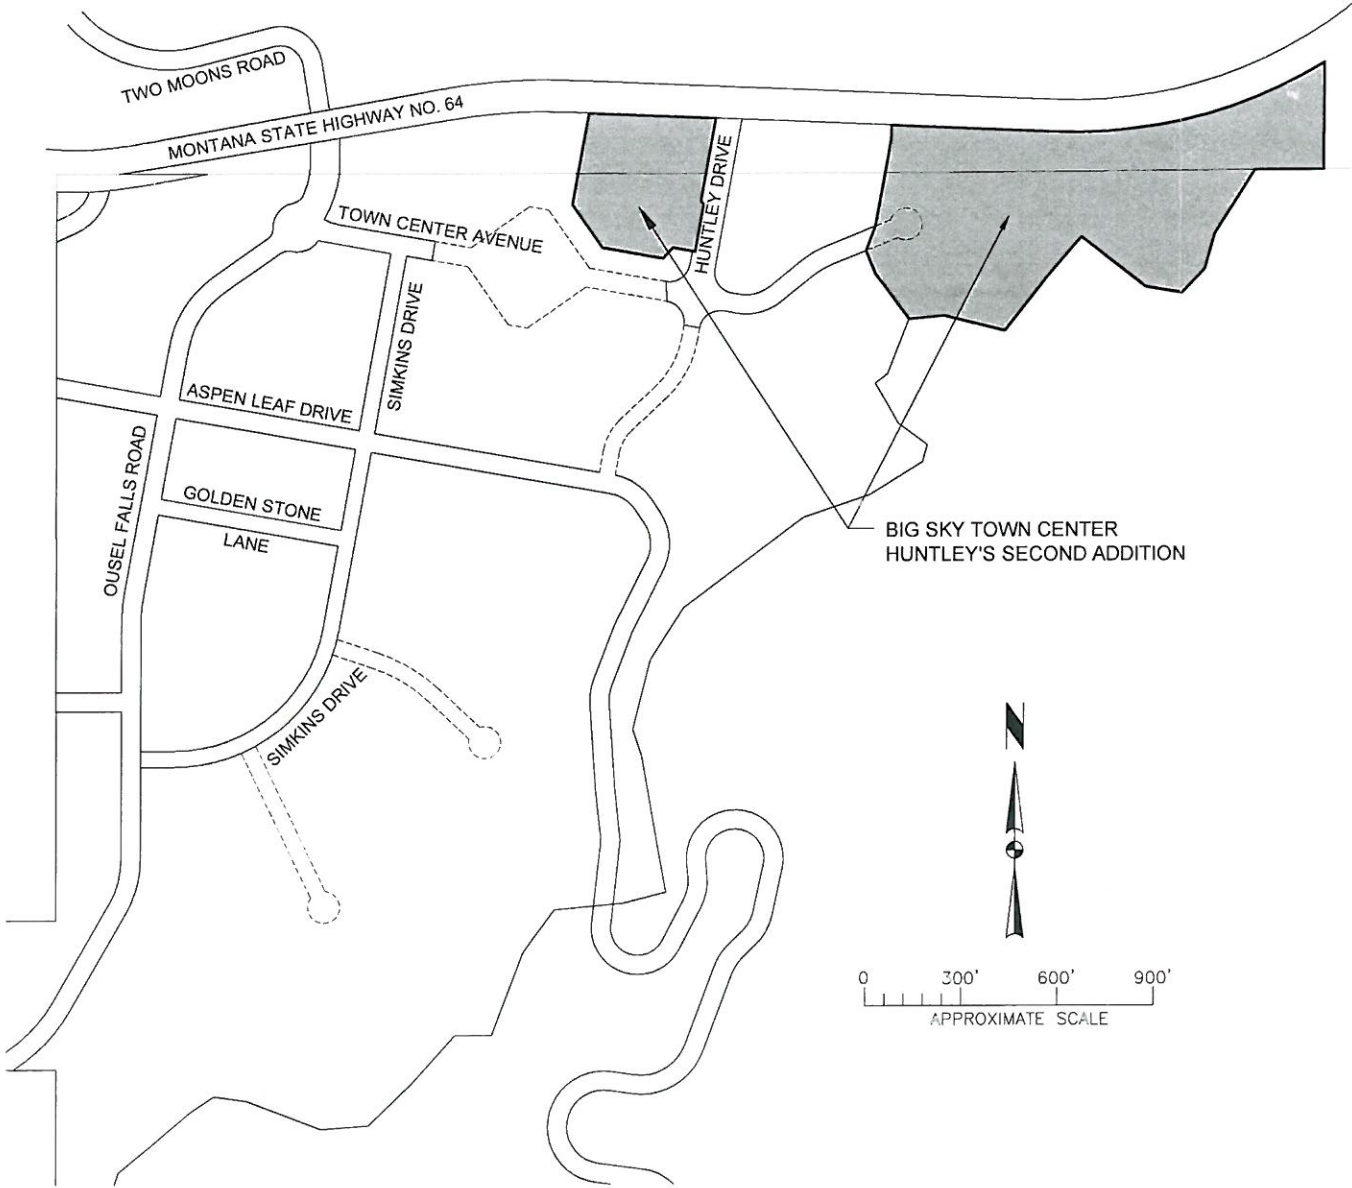 TWO MOONS ROAD
MONTANA STATE HIGHWAY NO. 64
TOWN CENTER AVENUE
HUNTLEY DRIVE
SIMKINS DRIVE
ASPEN LEAF DRIVE
OUSEL FALLS ROAD
GOLDEN STONE
LANE
BIG SKY TOWN CENTER
HUNTLEY'S SECOND ADDITION
SIMKINS DRIVE
N
0 300' 600' 900'
APPROXIMATE SCALE